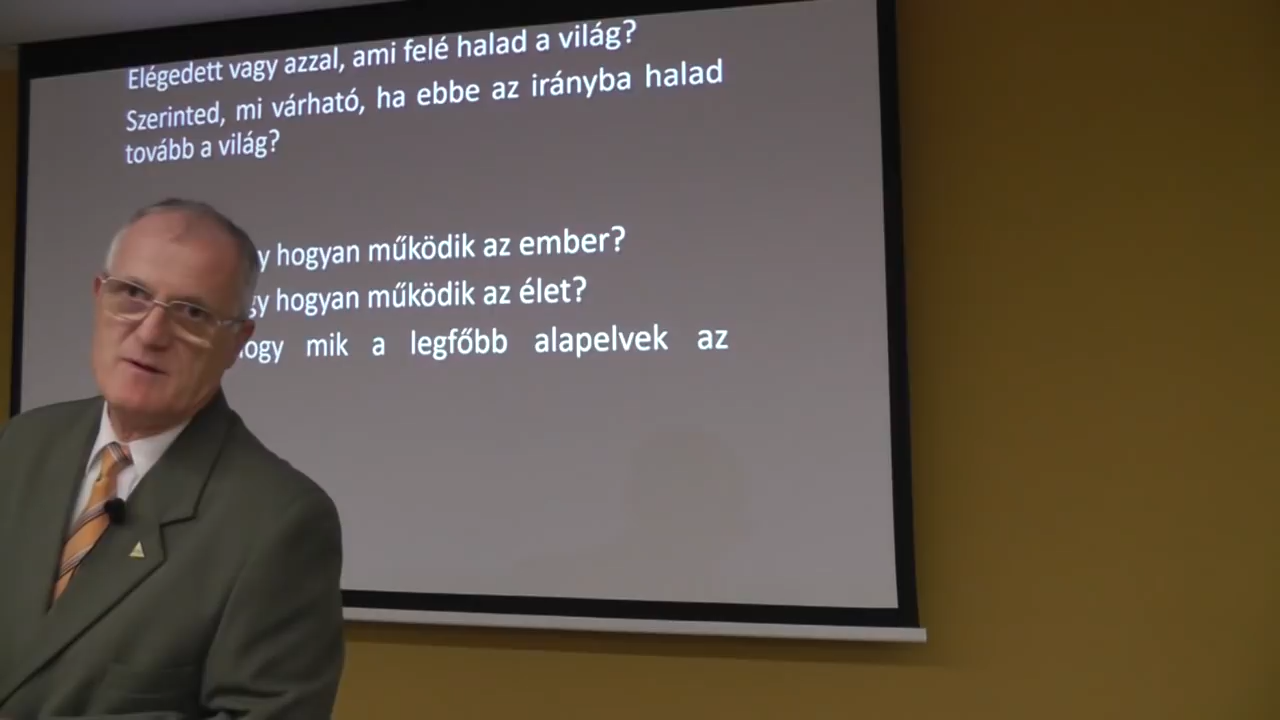 Elégedett vagy azzal, ami felé halad a világ?
Szerinted, mi várható, ha ebbe az irányba halad
tovább a világ?
hogyan működik az ember?
hogyan működik az élet?
mik a legfőbb alapelvek az